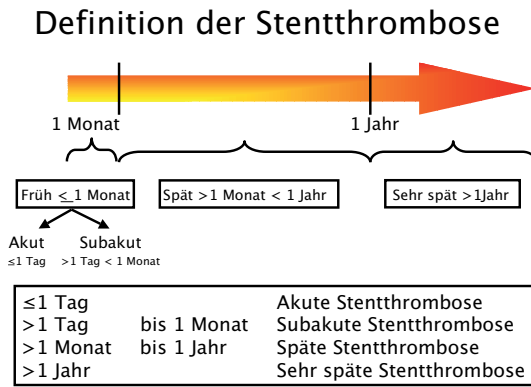 Definition der Stentthrombose
1 Monat 1 Jahr
Früh ≤ 1 Monat Spät >1 Monat < 1 Jahr Sehr spät >1Jahr
Akut Subakut
≤1 Tag >1 Tag < 1 Monat
≤1 Tag Akute Stentthrombose
>1 Tag bis 1 Monat Subakute Stentthrombose
>1 Monat bis 1 Jahr Späte Stentthrombose
>1 Jahr Sehr späte Stentthrombose